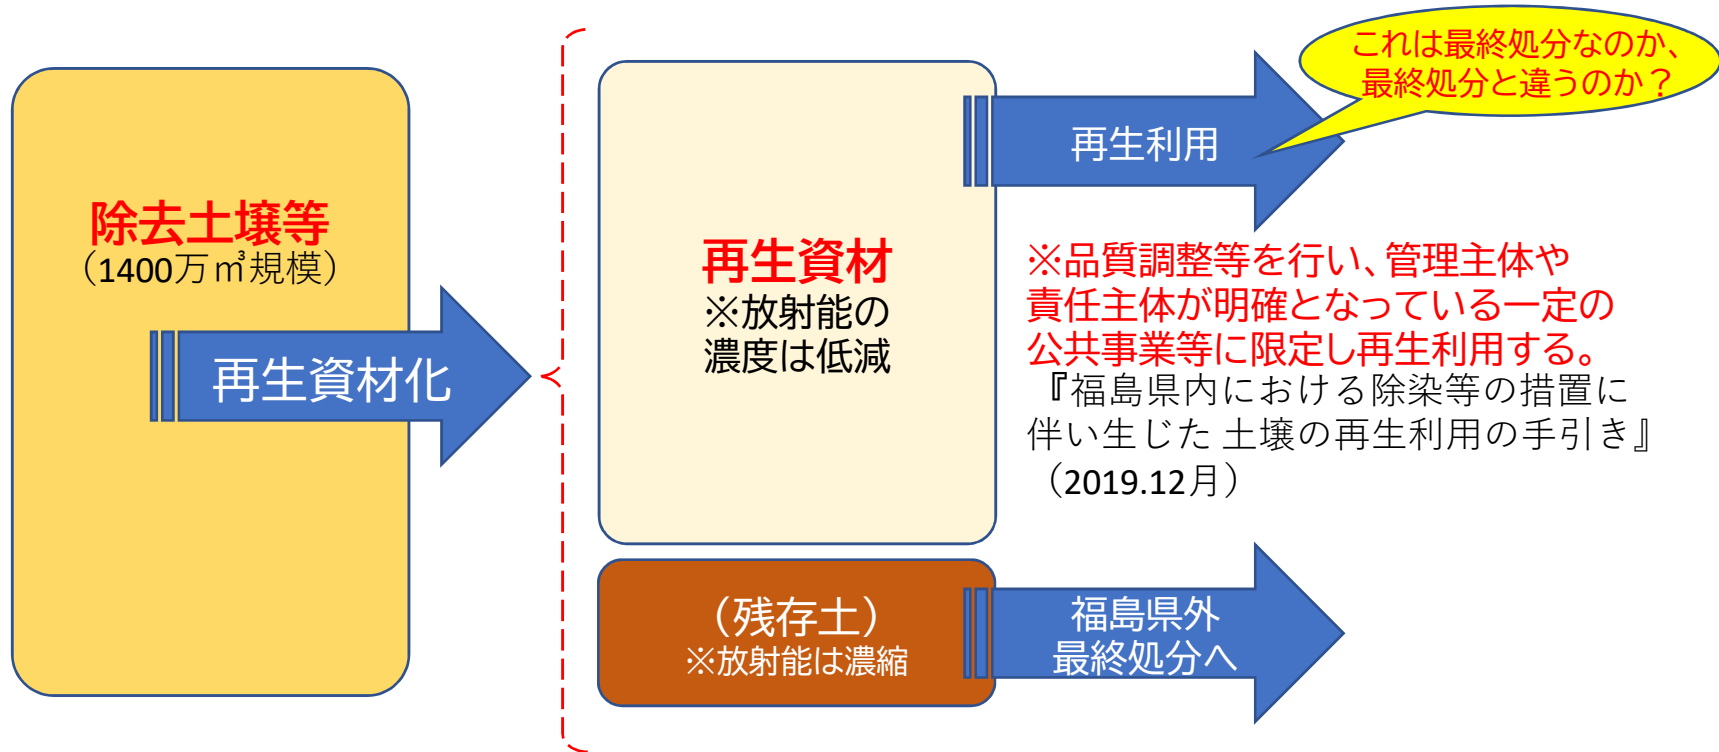 除去土壌等
（1400万㎥規模）
再生資材化
再生資材
※放射能の
濃度は低減
（残存土）
※放射能は濃縮
再生利用
これは最終処分なのか、
最終処分と違うのか？
※品質調整等を行い、管理主体や
責任主体が明確となっている一定の
公共事業等に限定し再生利用する。
『福島県内における除染等の措置に
伴い生じた 土壌の再生利用の手引き』
（2019.12月）
福島県外
最終処分へ